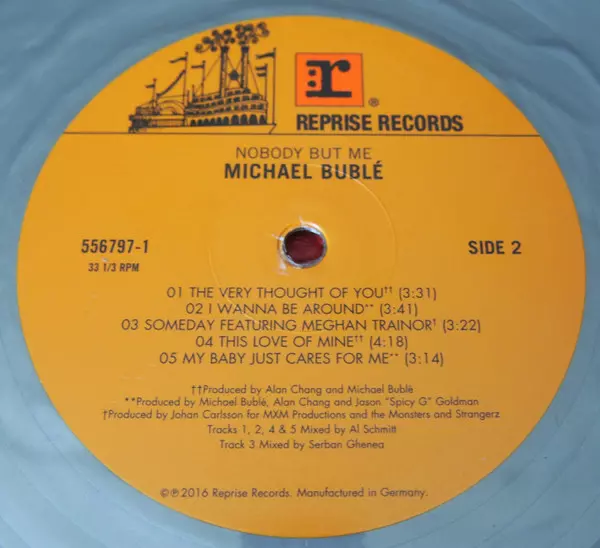 r
®
REPRISE RECORDS
NOBODY BUT ME
MICHAEL BUBLÉ
556797-1
33 1/3 RPM
SIDE 2
01 THE VERY THOUGHT OF YOU†† (3:31)
02 I WANNA BE AROUND** (3:41)
03 SOMEDAY FEATURING MEGHAN TRAINOR† (3:22)
04 THIS LOVE OF MINE†† (4:18)
05 MY BABY JUST CARES FOR ME** (3:14)
††Produced by Alan Chang and Michael Bublé
**Produced by Michael Bublé, Alan Chang and Jason "Spicy G" Goldman
†Produced by Johan Carlsson for MXM Productions and the Monsters and Strangerz
Tracks 1, 2, 4 & 5 Mixed by Al Schmitt
Track 3 Mixed by Serban Ghenea
©℗2016 Reprise Records. Manufactured in Germany.